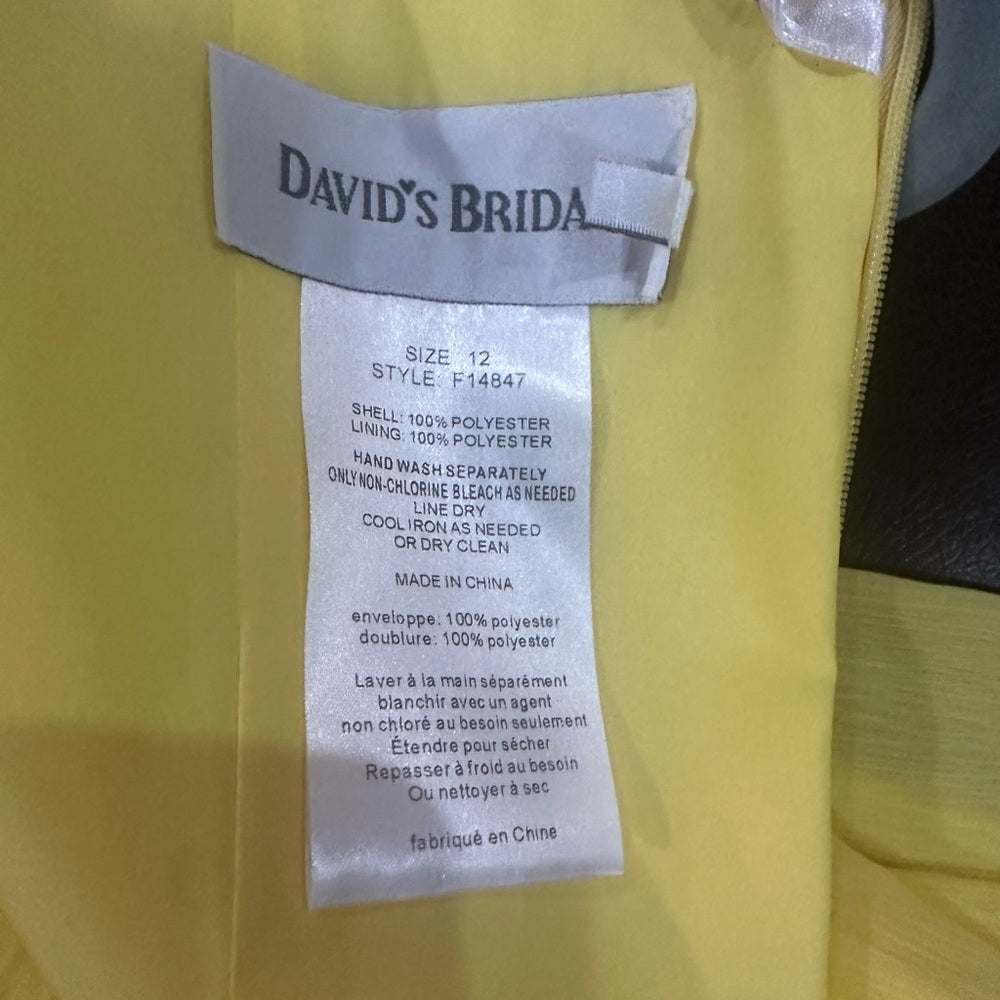 DAVID'S BRIDA
SIZE 12
STYLE: F14847
SHELL: 100% POLYESTER
LINING: 100% POLYESTER
HAND WASH SEPARATELY
ONLY NON-CHLORINE BLEACH AS NEEDED
LINE DRY
COOL IRON AS NEEDED
OR DRY CLEAN
MADE IN CHINA
enveloppe: 100% polyester
doublure: 100% polyester
Laver à la main séparément
blanchir avec un agent
non chloré au besoin seulement
Étendre pour sécher
Repasser à froid au besoin
Ou nettoyer à sec
fabriqué en Chine